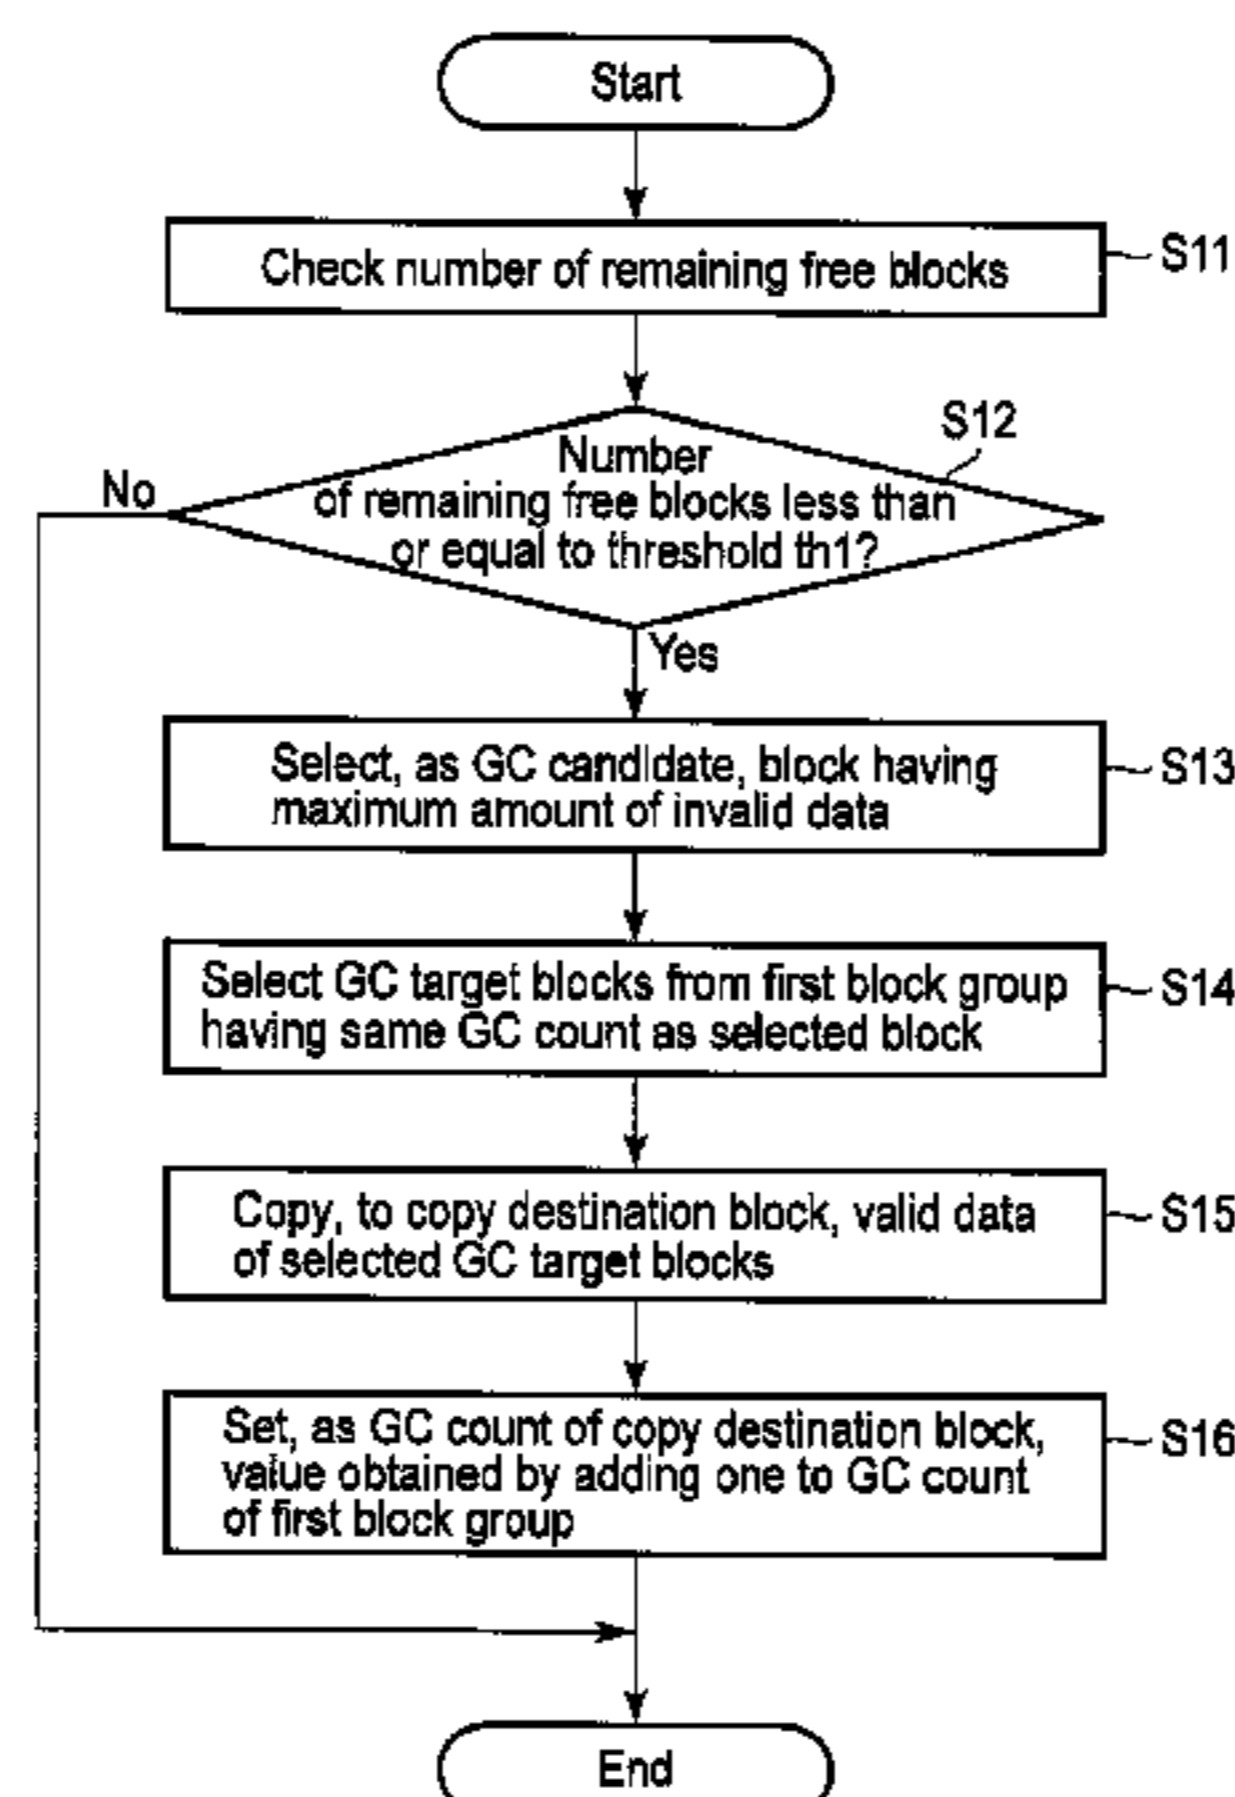 Start
Check number of remaining free blocks
S11
S12
Number
of remaining free blocks less than
or equal to threshold th1?
No
Yes
Select, as GC candidate, block having
maximum amount of invalid data
S13
Select GC target blocks from first block group
having same GC count as selected block
S14
Copy, to copy destination block, valid data
of selected GC target blocks
S15
Set, as GC count of copy destination block,
value obtained by adding one to GC count
of first block group
S16
End